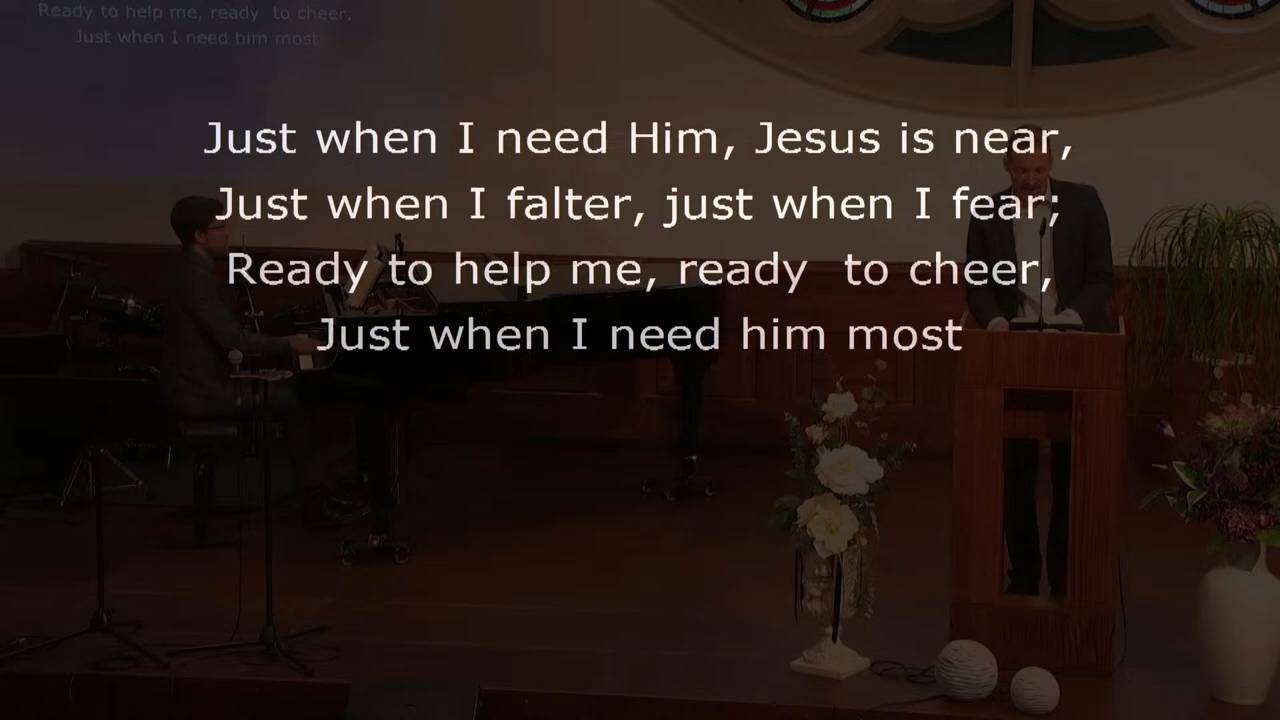 Ready to help me, ready  to cheer,
Just when I need him most
Just when I need Him, Jesus is near,
Just when I falter, just when I fear;
Ready to help me, ready  to cheer,
Just when I need him most